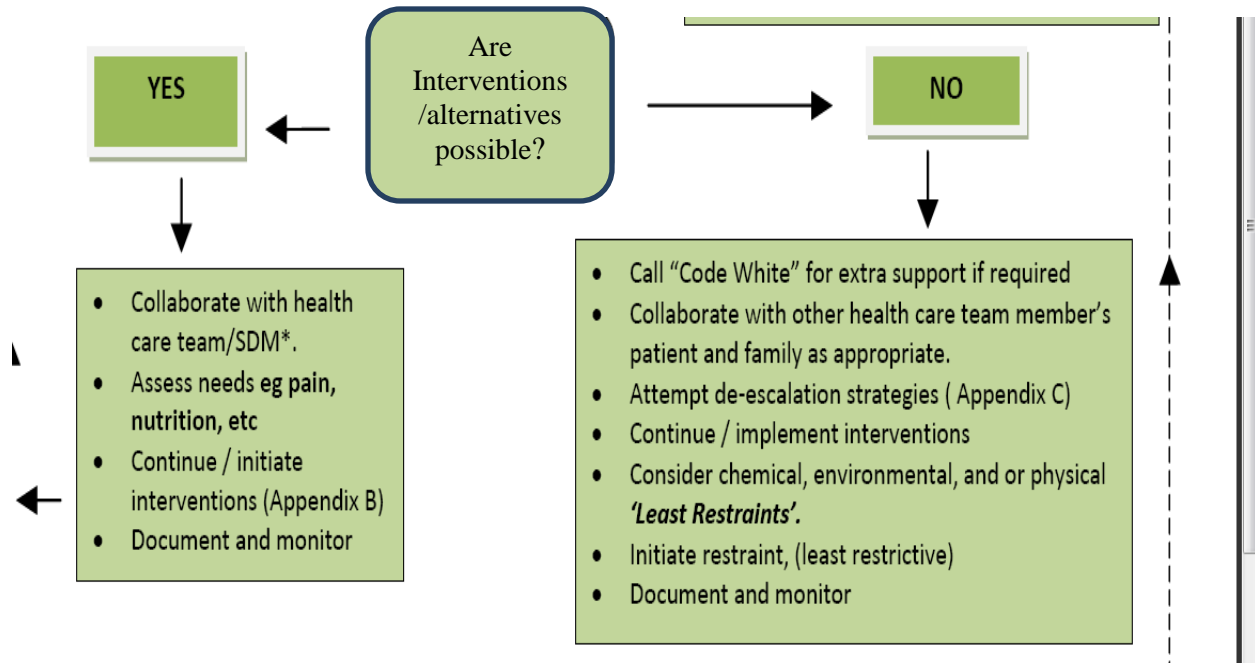 Are
Interventions
/alternatives
possible?
YES
NO
• Collaborate with health
care team/SDM*.
• Assess needs eg pain,
nutrition, etc
• Continue / initiate
interventions (Appendix B)
• Document and monitor
• Call “Code White” for extra support if required
• Collaborate with other health care team member’s
patient and family as appropriate.
• Attempt de-escalation strategies ( Appendix C)
• Continue / implement interventions
• Consider chemical, environmental, and or physical
‘Least Restraints’.
• Initiate restraint, (least restrictive)
• Document and monitor